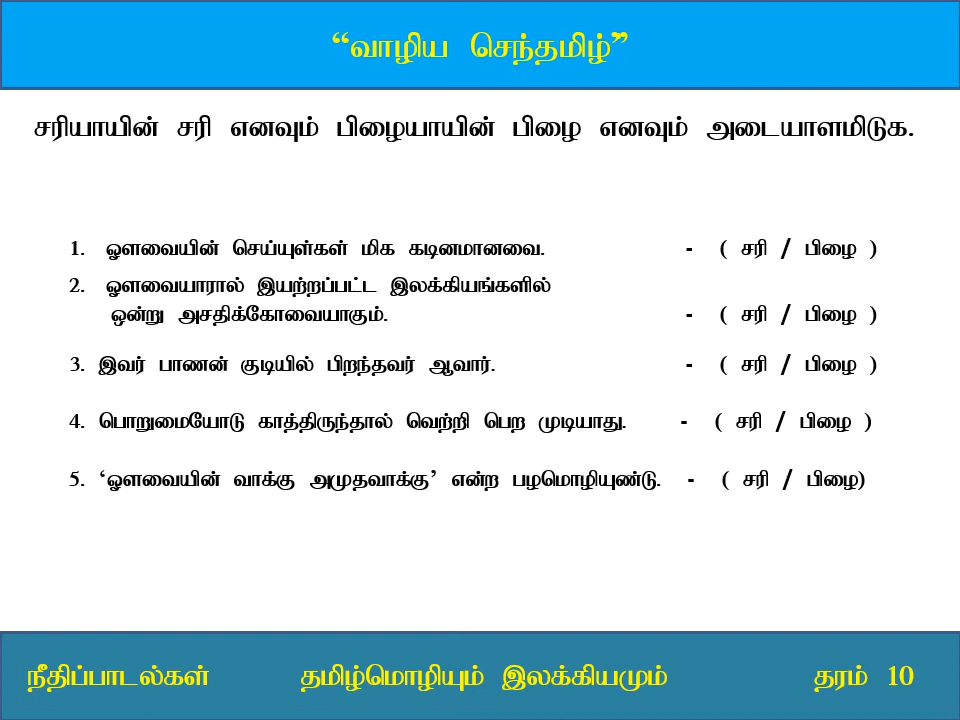 “வாழிய செந்தமிழ்”
சரியாயின் சரி எனவும் பிழையாயின் பிழை எனவும் அடையாளமிடுக.
1. ஔவையின் செய்யுள்கள் மிக கடினமானவை. - ( சரி / பிழை )
2. ஔவையாரால் இயற்றப்பட்ட இலக்கியங்களில்
ஒன்று அசதிக்கோவையாகும். - ( சரி / பிழை )
3. இவர் பாணன் குடியில் பிறந்தவர் ஆவார். - ( சரி / பிழை )
4. பொறுமையோடு காத்திருந்தால் வெற்றி பெற முடியாது. - ( சரி / பிழை )
5. ‘ஔவையின் வாக்கு அமுதவாக்கு’ என்ற பழமொழியுண்டு. - ( சரி / பிழை)
நீதிப்பாடல்கள் தமிழ்மொழியும் இலக்கியமும் தரம் 10